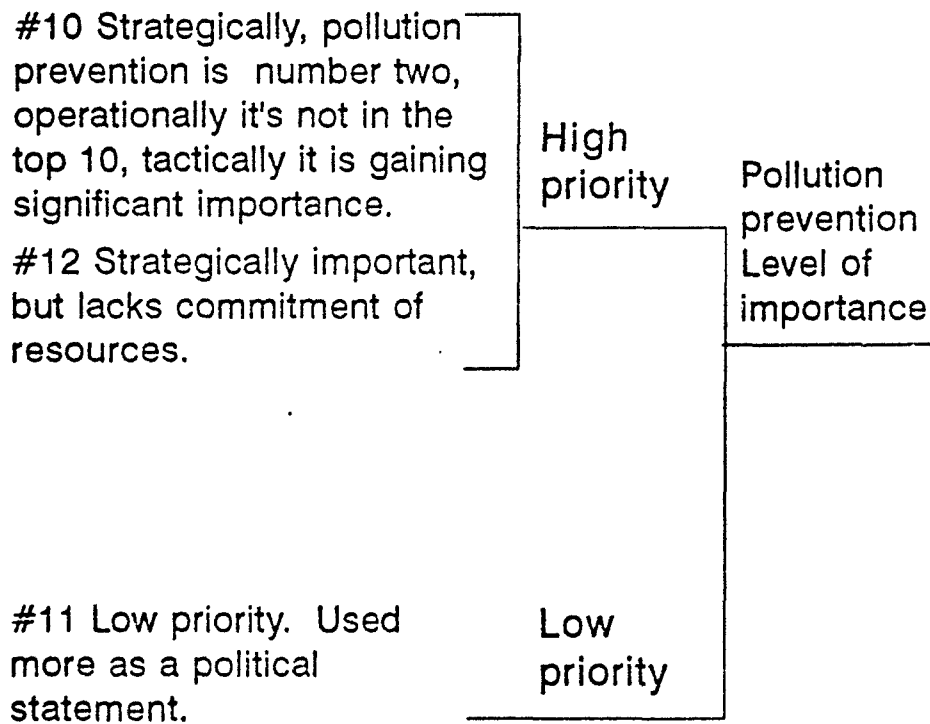 #10 Strategically, pollution
prevention is number two,
operationally it's not in the
top 10, tactically it is gaining
significant importance.
#12 Strategically important,
but lacks commitment of
resources.
High
priority
Pollution
prevention
Level of
importance
#11 Low priority. Used
more as a political
statement.
Low
priority